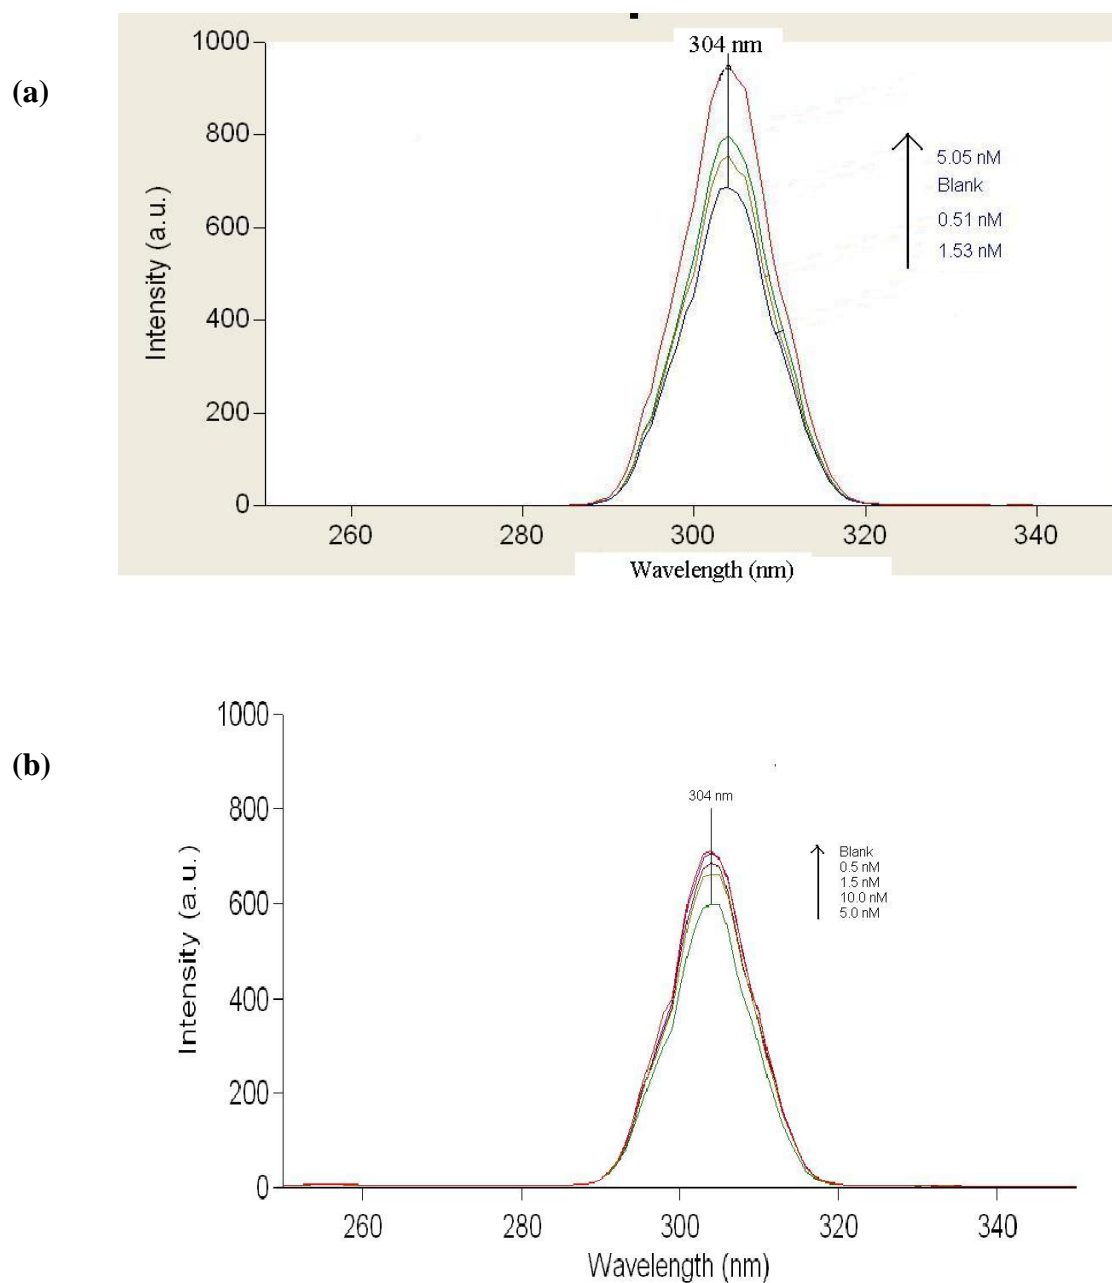 (a)
304 nm
1000
800
600
400
200
0
Intensity (a.u.)
5.05 nM
Blank
0.51 nM
1.53 nM
260 280 300 320 340
Wavelength (nm)
(b)
1000
800
600
400
200
0
Intensity (a.u.)
304 nm
Blank
0.5 nM
1.5 nM
10.0 nM
5.0 nM
260 280 300 320 340
Wavelength (nm)